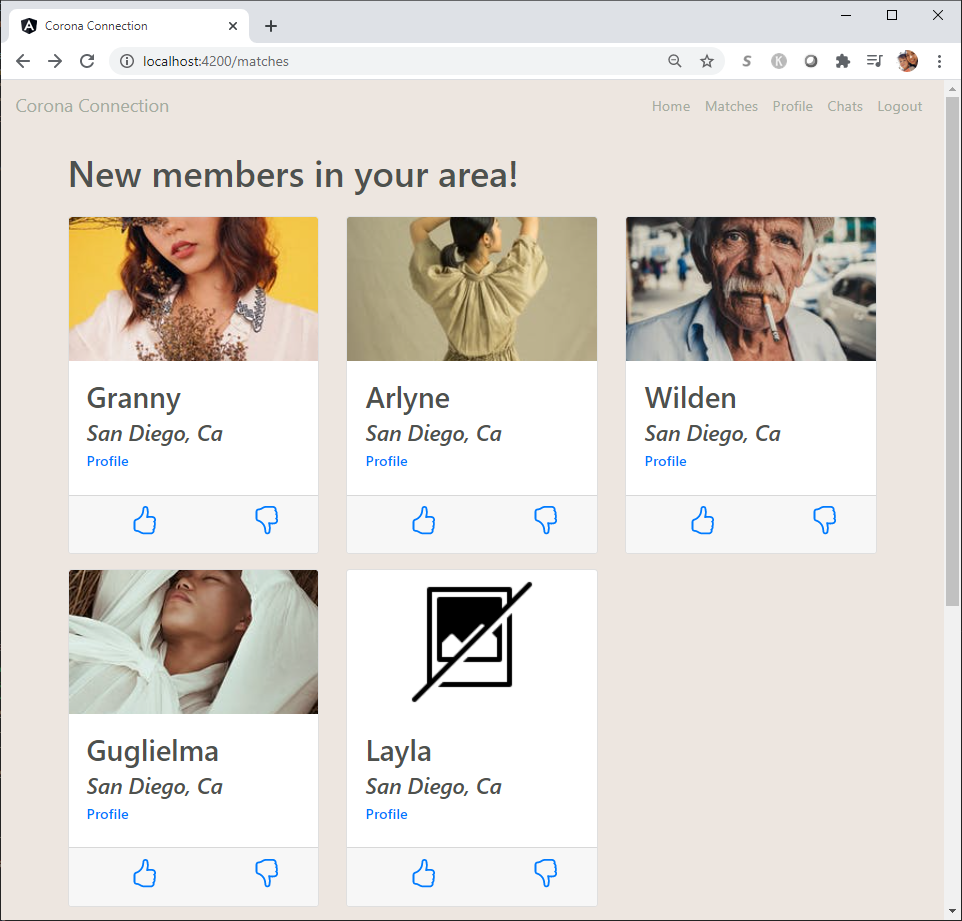 Corona Connection
localhost:4200/matches
Corona Connection Home Matches Profile Chats Logout
New members in your area!
Granny
San Diego, Ca
Profile
Arlyne
San Diego, Ca
Profile
Wilden
San Diego, Ca
Profile
Guglielma
San Diego, Ca
Profile
Layla
San Diego, Ca
Profile